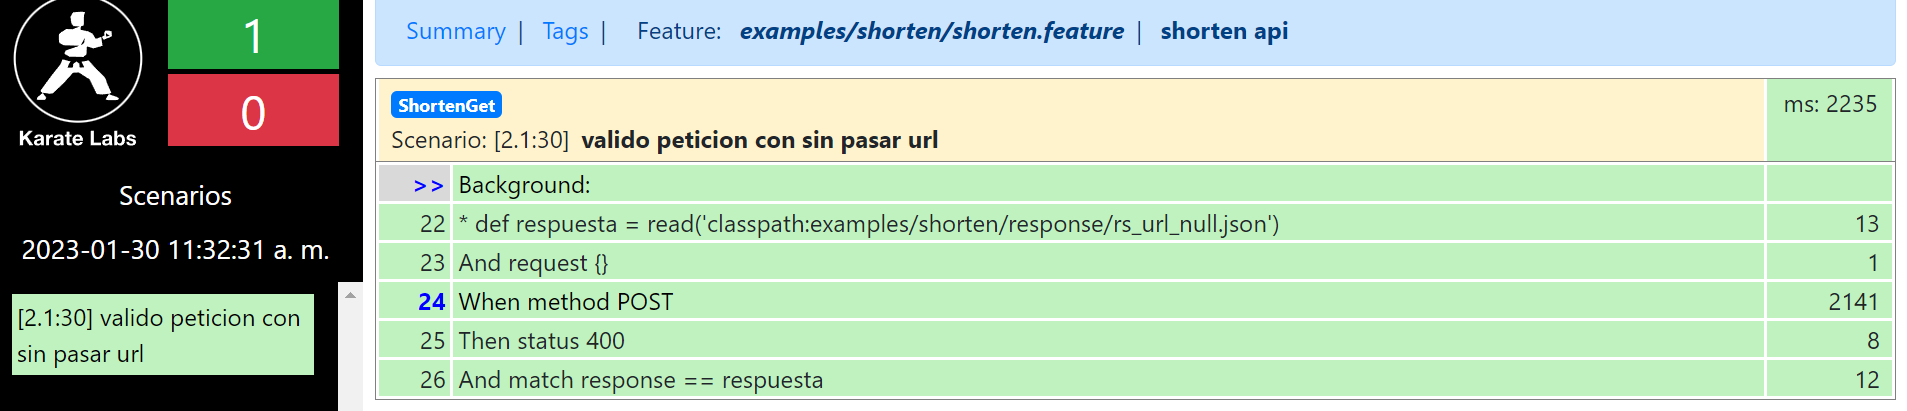 1
0
Karate Labs
Scenarios
2023-01-30 11:32:31 a. m.
[2.1:30] valido peticion con
sin pasar url
Summary | Tags | Feature: examples/shorten/shorten.feature | shorten api
ShortenGet
ms: 2235
Scenario: [2.1:30] valido peticion con sin pasar url
>> Background:
22 * def respuesta = read('classpath:examples/shorten/response/rs_url_null.json') 13
23 And request {} 1
24 When method POST 2141
25 Then status 400 8
26 And match response == respuesta 12